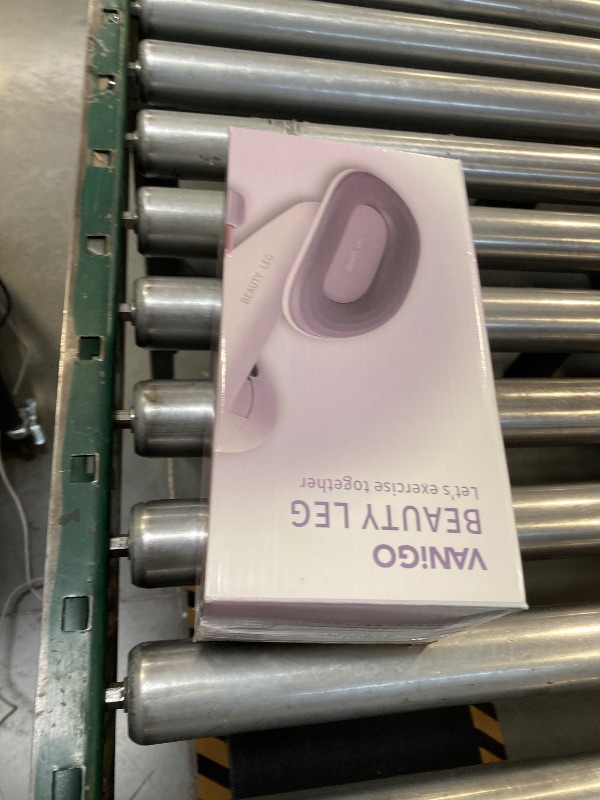 VANiGO
BEAUTY LEG
Let's exercise together
BEAUTY LEG